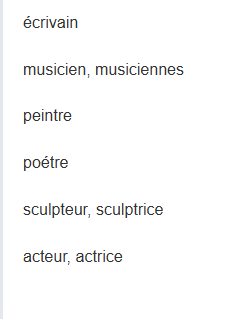 écrivain
musicien, musiciennes
peintre
poétre
sculpteur, sculptrice
acteur, actrice